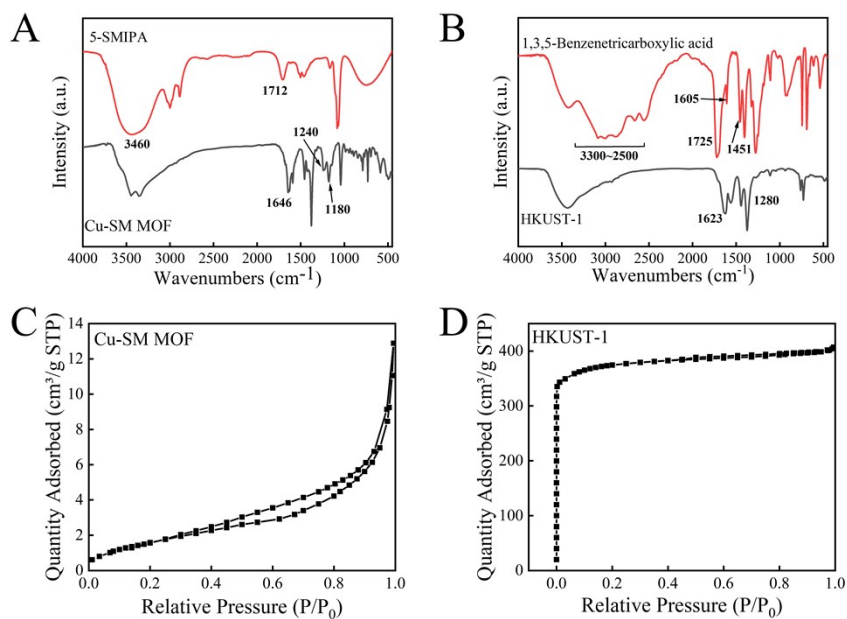 A
5-SMIPA
1712
3460
1240
1646
1180
Cu-SM MOF
Intensity (a.u.)
4000 3500 3000 2500 2000 1500 1000 500
Wavenumbers (cm-1)
B
1,3,5-Benzenetricarboxylic acid
1605
1725
1451
3300~2500
1280
1623
HKUST-1
Intensity (a.u.)
4000 3500 3000 2500 2000 1500 1000 500
Wavenumbers (cm-1)
C
Cu-SM MOF
Quantity Adsorbed (cm³/g STP)
14
12
10
8
6
4
2
0
0.0 0.2 0.4 0.6 0.8 1.0
Relative Pressure (P/P0)
D
HKUST-1
Quantity Adsorbed (cm³/g STP)
400
300
200
100
0
0.0 0.2 0.4 0.6 0.8 1.0
Relative Pressure (P/P0)